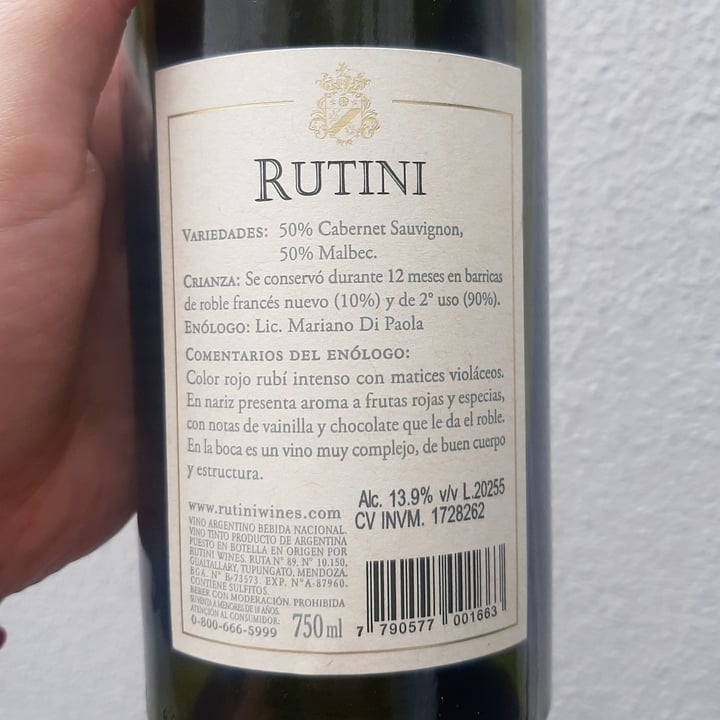 RUTINI
VARIEDADES: 50% Cabernet Sauvignon,
50% Malbec.
CRIANZA: Se conservó durante 12 meses en barricas
de roble francés nuevo (10%) y de 2° uso (90%).
ENÓLOGO: Lic. Mariano Di Paola
COMENTARIOS DEL ENÓLOGO:
Color rojo rubí intenso con matices violáceos.
En nariz presenta aroma a frutas rojas y especias,
con notas de vainilla y chocolate que le da el roble.
En la boca es un vino muy complejo, de buen cuerpo
y estructura.
www.rutiniwines.com
VINO ARGENTINO BEBIDA NACIONAL.
VINO TINTO PRODUCTO DE ARGENTINA
PUESTO EN BOTELLA EN ORIGEN POR
RUTINI WINES. RUTA Nº 89, Nº 10.150,
GUALTALLARY, TUPUNGATO, MENDOZA.
BGA. Nº B-73573. EXP. NºA-87960.
CONTIENE SULFITOS.
BEBER CON MODERACIÓN. PROHIBIDA
SU VENTA A MENORES DE 18 AÑOS.
ATENCIÓN AL CONSUMIDOR:
0-800-666-5999 750 ml
Alc. 13.9% v/v L.20255
CV INVM. 1728262
7 790577 001663